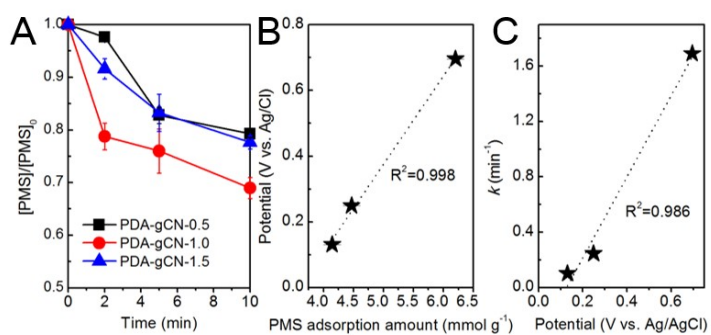 A
[PMS]/[PMS]0
1.0
0.9
0.8
0.7
0.6
0.5
PDA-gCN-0.5
PDA-gCN-1.0
PDA-gCN-1.5
0 2 4 6 8 10
Time (min)
B
Potential (V vs. Ag/Cl)
0.8
0.6
0.4
0.2
0.0
R²=0.998
4.0 4.5 5.0 5.5 6.0 6.5
PMS adsorption amount (mmol g⁻¹)
C
k (min⁻¹)
1.6
1.2
0.8
0.4
0.0
R²=0.986
0.0 0.2 0.4 0.6
Potential (V vs. Ag/AgCl)